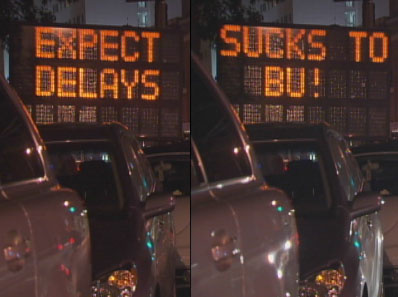 EXPECT
DELAYS
SUCKS TO
BU!